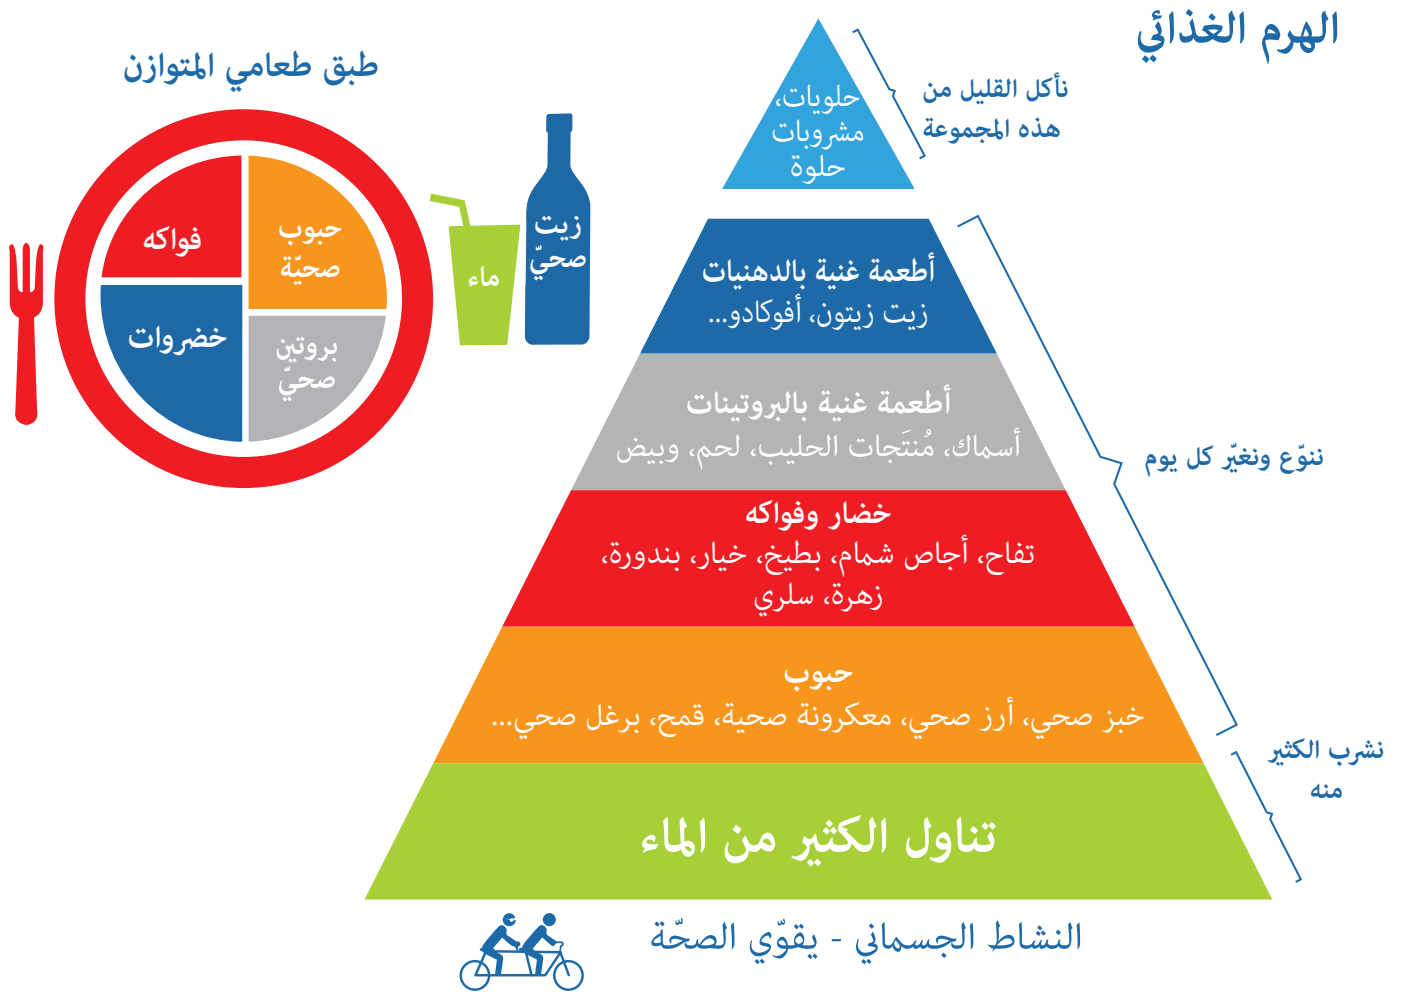 الهرم الغذائي
نأكل القليل من
هذه المجموعة
حلويات،
مشروبات
حلوة
أطعمة غنية بالدهنيات
زيت زيتون، أفوكادو...
أطعمة غنية بالبروتينات
أسماك، مُنتَجات الحليب، لحم، وبيض
ننوّع ونغيّر كل يوم
خضار وفواكه
تفاح، أجاص شمام، بطيخ، خيار، بندورة،
زهرة، سلري
حبوب
خبز صحي، أرز صحي، معكرونة صحية، قمح، برغل صحي...
نشرب الكثير
منه
تناول الكثير من الماء
النشاط الجسماني - يقوّي الصحّة
طبق طعامي المتوازن
حبوب
صحيّة
فواكه
خضروات
بروتين
صحيّ
ماء
زيت
صحيّ